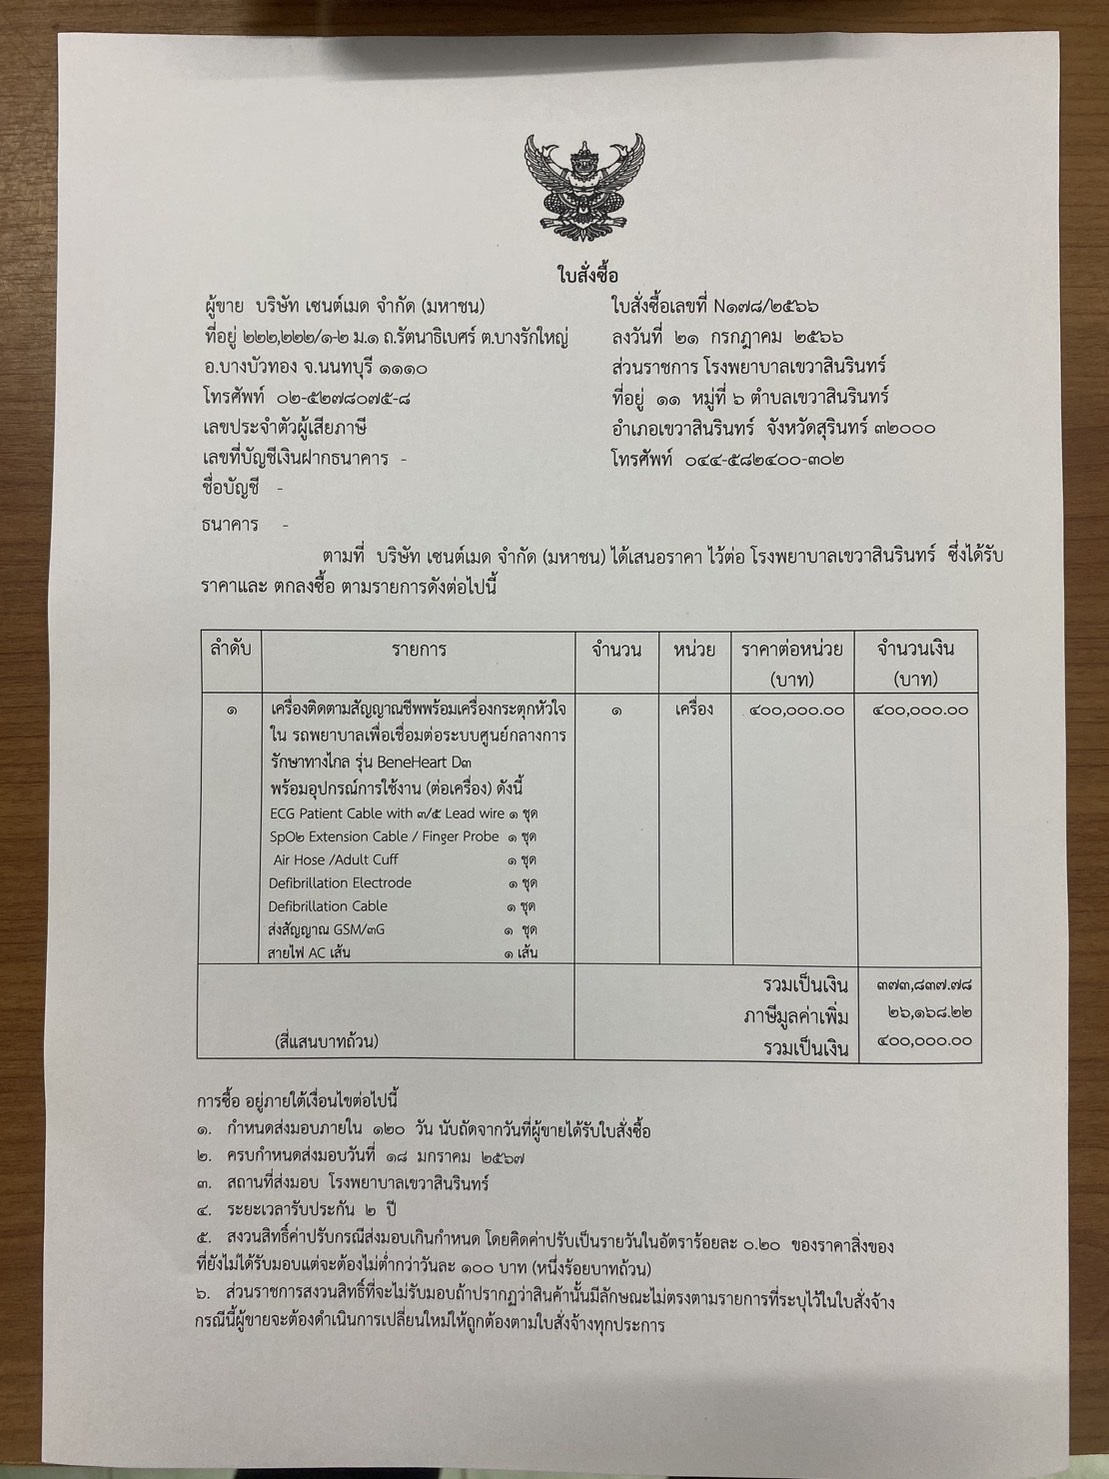 ใบสั่งซื้อ
ผู้ขาย บริษัท เซนต์เมด จำกัด (มหาชน)
ที่อยู่ ๒๒๒,๒๒๒/๑-๒ ม.๑ ถ.รัตนาธิเบศร์ ต.บางรักใหญ่
อ.บางบัวทอง จ.นนทบุรี ๑๑๑๐
โทรศัพท์ ๐๒-๕๒๗๘๐๗๕-๘
เลขประจำตัวผู้เสียภาษี
เลขที่บัญชีเงินฝากธนาคาร -
ชื่อบัญชี -
ธนาคาร -
ใบสั่งซื้อเลขที่ N๑๗๘/๒๕๖๖
ลงวันที่ ๒๑ กรกฎาคม ๒๕๖๖
ส่วนราชการ โรงพยาบาลเขวาสินรินทร์
ที่อยู่ ๑๑ หมู่ที่ ๖ ตำบลเขวาสินรินทร์
อำเภอเขวาสินรินทร์ จังหวัดสุรินทร์ ๓๒๐๐๐
โทรศัพท์ ๐๔๔-๕๘๒๔๐๐-๓๐๒
ตามที่ บริษัท เซนต์เมด จำกัด (มหาชน) ได้เสนอราคา ไว้ต่อ โรงพยาบาลเขวาสินรินทร์ ซึ่งได้รับ
ราคาและ ตกลงซื้อ ตามรายการดังต่อไปนี้
ลำดับ รายการ จำนวน หน่วย ราคาต่อหน่วย (บาท) จำนวนเงิน (บาท)
๑ เครื่องติดตามสัญญาณชีพพร้อมเครื่องกระตุกหัวใจ ๑ เครื่อง ๔๐๐,๐๐๐.๐๐ ๔๐๐,๐๐๐.๐๐
ใน รถพยาบาลเพื่อเชื่อมต่อระบบศูนย์กลางการ
รักษาทางไกล รุ่น BeneHeart D๓
พร้อมอุปกรณ์การใช้งาน (ต่อเครื่อง) ดังนี้
ECG Patient Cable with ๓/๕ Lead wire ๑ ชุด
SpO๒ Extension Cable / Finger Probe ๑ ชุด
Air Hose /Adult Cuff ๑ ชุด
Defibrillation Electrode ๑ ชุด
Defibrillation Cable ๑ ชุด
ส่งสัญญาณ GSM/๓G ๑ ชุด
สายไฟ AC เส้น ๑ เส้น
รวมเป็นเงิน ๓๗๓,๘๓๗.๗๘
ภาษีมูลค่าเพิ่ม ๒๖,๑๖๘.๒๒
(สี่แสนบาทถ้วน) รวมเป็นเงิน ๔๐๐,๐๐๐.๐๐
การซื้อ อยู่ภายใต้เงื่อนไขต่อไปนี้
๑. กำหนดส่งมอบภายใน ๑๒๐ วัน นับถัดจากวันที่ผู้ขายได้รับใบสั่งซื้อ
๒. ครบกำหนดส่งมอบวันที่ ๑๘ มกราคม ๒๕๖๗
๓. สถานที่ส่งมอบ โรงพยาบาลเขวาสินรินทร์
๔. ระยะเวลารับประกัน ๒ ปี
๕. สงวนสิทธิ์ค่าปรับกรณีส่งมอบเกินกำหนด โดยคิดค่าปรับเป็นรายวันในอัตราร้อยละ ๐.๒๐ ของราคาสิ่งของ
ที่ยังไม่ได้รับมอบแต่จะต้องไม่ต่ำกว่าวันละ ๑๐๐ บาท (หนึ่งร้อยบาทถ้วน)
๖. ส่วนราชการสงวนสิทธิ์ที่จะไม่รับมอบถ้าปรากฏว่าสินค้านั้นมีลักษณะไม่ตรงตามรายการที่ระบุไว้ในใบสั่งจ้าง
กรณีนี้ผู้ขายจะต้องดำเนินการเปลี่ยนใหม่ให้ถูกต้องตามใบสั่งจ้างทุกประการ